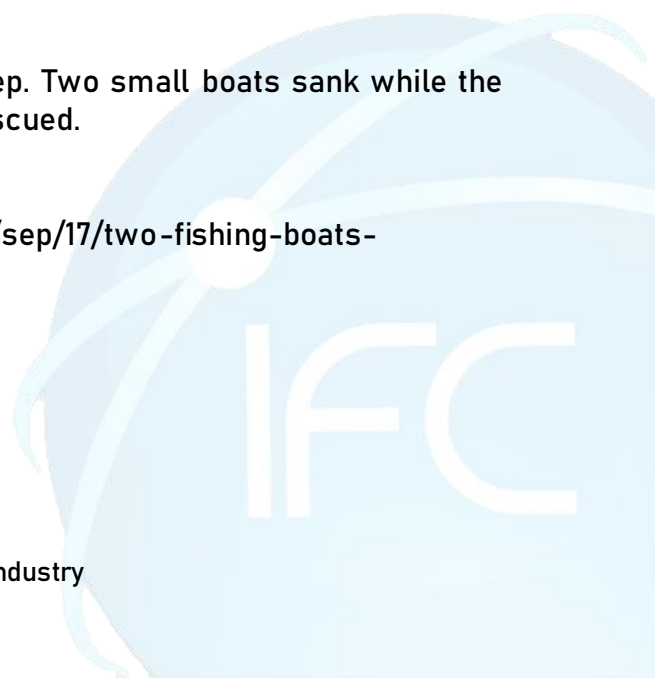 ep. Two small boats sank while the
scued.
/sep/17/two-fishing-boats-
IFC
ndustry